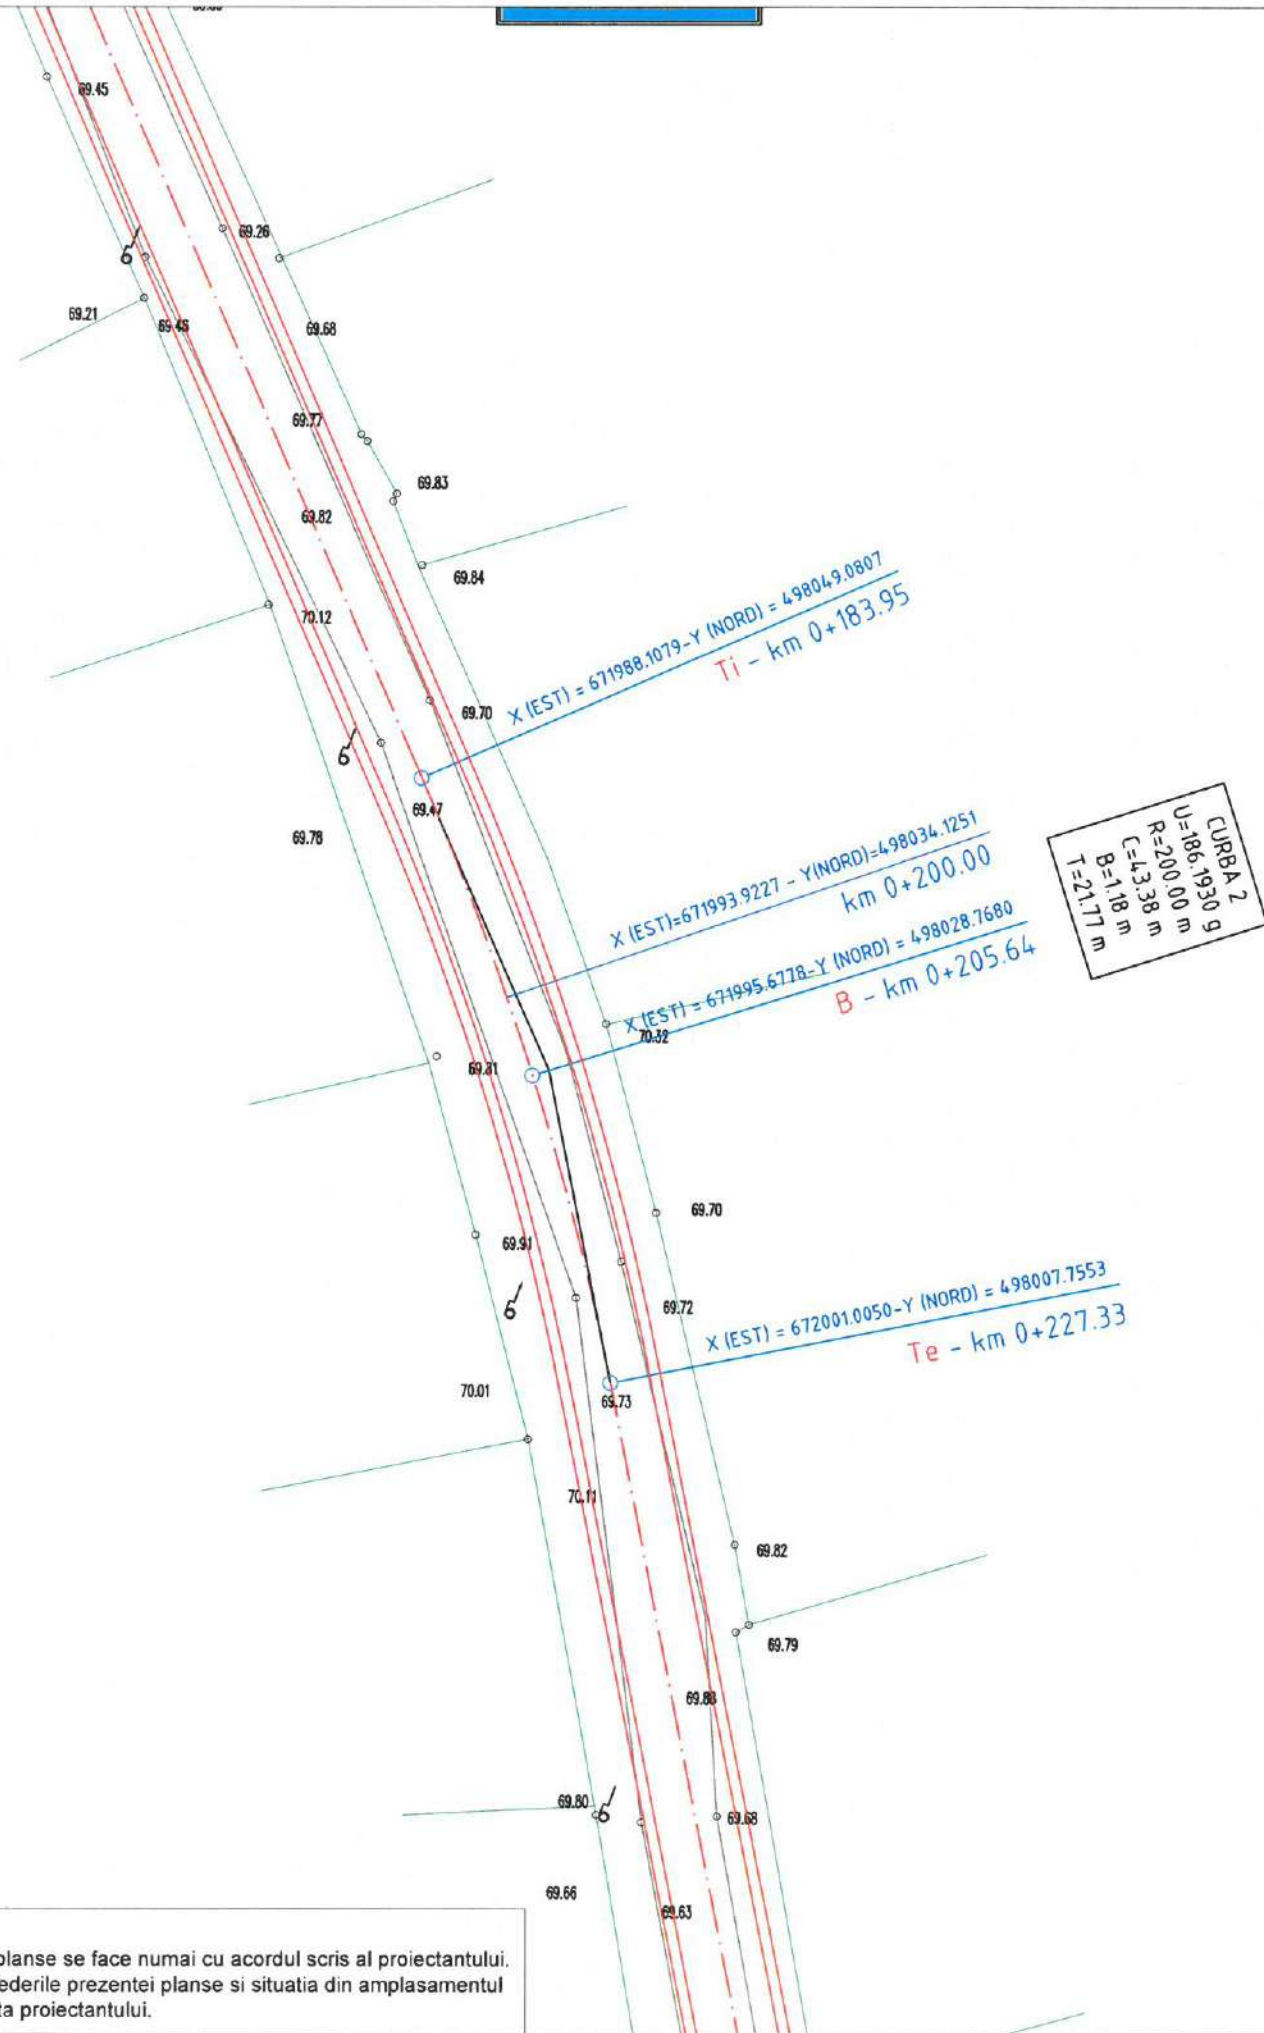 69.45
69.26
69.21
69.68
69.77
69.83
69.82
69.84
70.12
X (EST) = 671988.1079-Y (NORD) = 498049.0807
Ti - km 0+183.95
69.70
69.47
69.78
CURBA 2
U=186.1930 g
R=200.00 m
C=43.38 m
B=1.18 m
T=21.77 m
X (EST)=671993.9227 - Y(NORD)=498034.1251
km 0+200.00
X (EST) = 671995.6778-Y (NORD) = 498028.7680
B - km 0+205.64
70.32
69.81
69.70
69.91
69.72
X (EST) = 672001.0050-Y (NORD) = 498007.7553
Te - km 0+227.33
70.01
69.73
70.11
69.82
69.79
69.80
69.68
69.66
69.63
planse se face numai cu acordul scris al proiectantului.
ederile prezentei planse si situatia din amplasamentul
ta proiectantului.